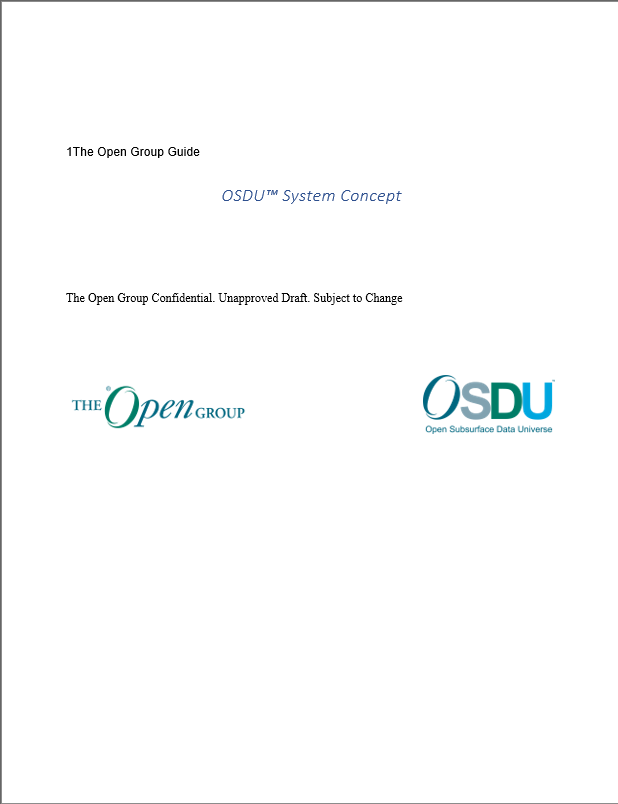 1The Open Group Guide
OSDU™ System Concept
The Open Group Confidential. Unapproved Draft. Subject to Change
THE Open GROUP
®
OSDU™
Open Subsurface Data Universe